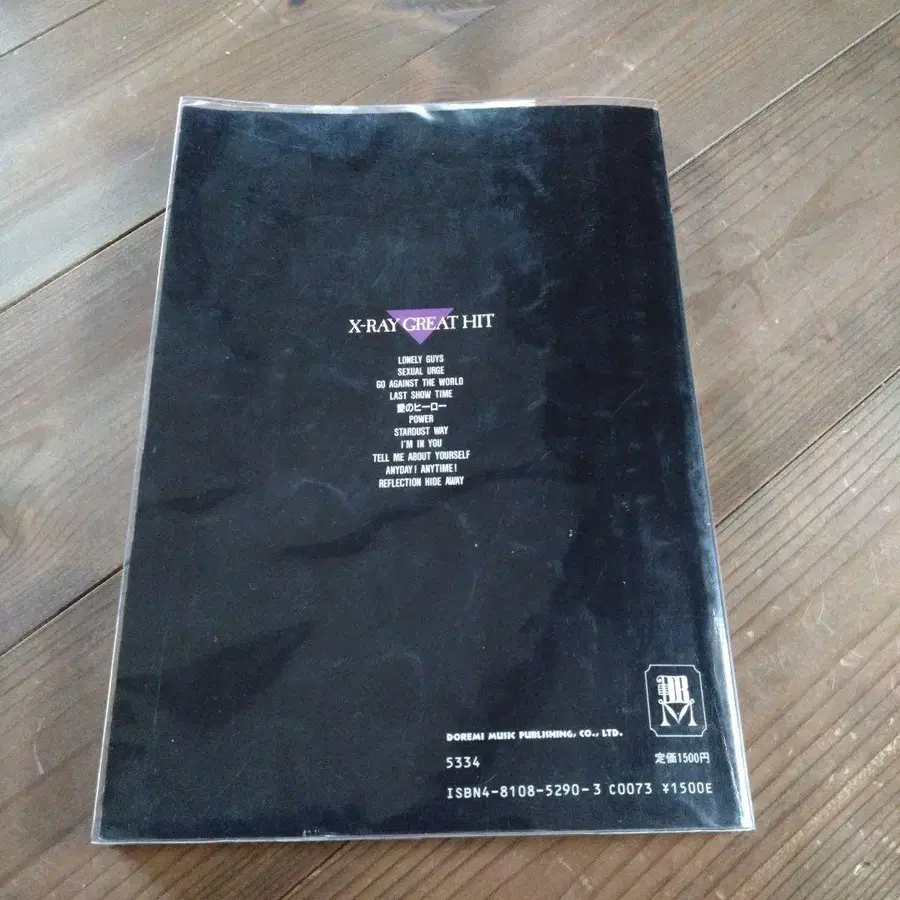 X-RAY GREAT HIT
LONELY GUYS
SEXUAL URGE
GO AGAINST THE WORLD
LAST SHOW TIME
愛のヒーロー
POWER
STARDUST WAY
I'M IN YOU
TELL ME ABOUT YOURSELF
ANYDAY! ANYTIME!
REFLECTION HIDE AWAY
DRM
DOREMI MUSIC PUBLISHING, CO., LTD.
5334 定価1500円
ISBN4-8108-5290-3 C0073 ¥1500E